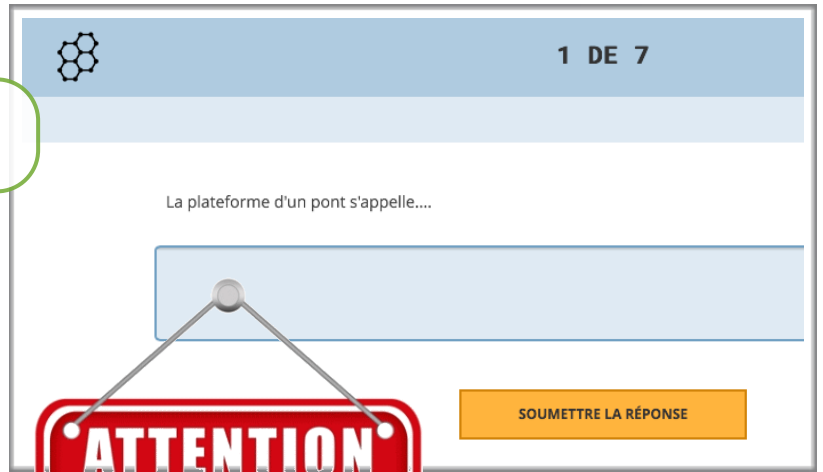 1 DE 7
La plateforme d'un pont s'appelle....
SOUMETTRE LA RÉPONSE
ATTENTION